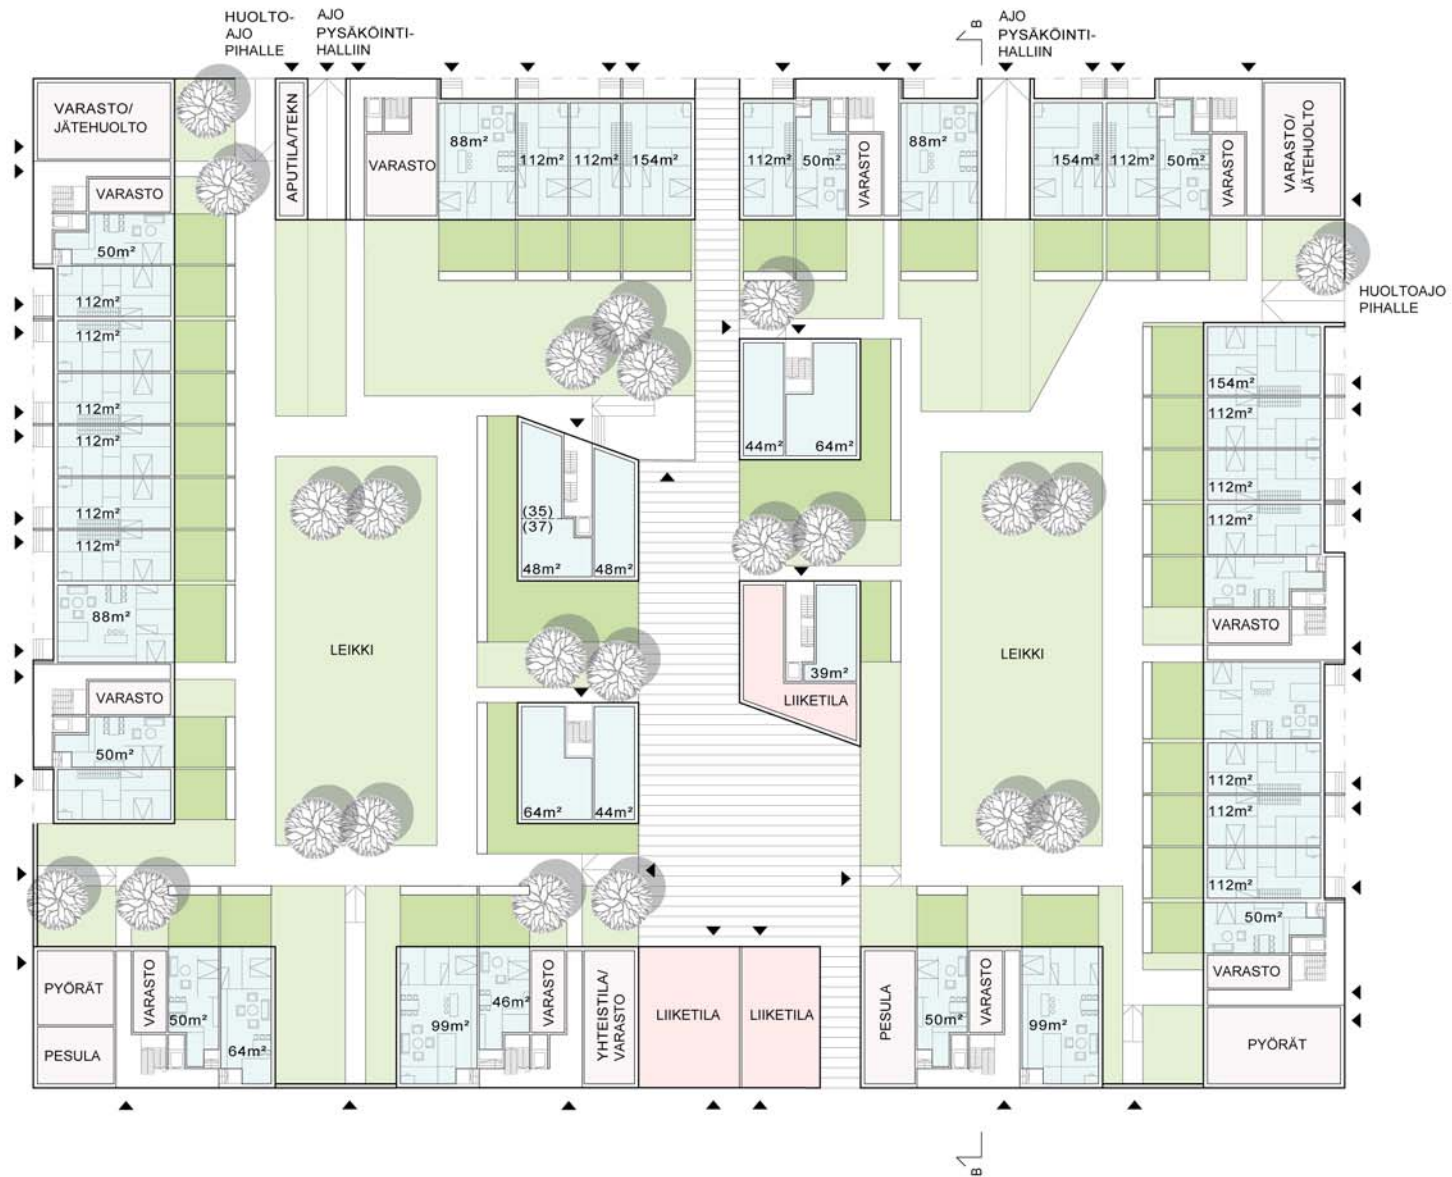 HUOLTO-
AJO
PIHALLE
AJO
PYSÄKÖINTI-
HALLIIN
B
AJO
PYSÄKÖINTI-
HALLIIN
VARASTO/
JÄTEHUOLTO
APUTILA/TEKN
VARASTO
88m²
112m²
112m²
154m²
112m²
50m²
VARASTO
88m²
154m²
112m²
50m²
VARASTO
VARASTO/
JÄTEHUOLTO
VARASTO
50m²
112m²
112m²
112m²
112m²
112m²
88m²
VARASTO
50m²
HUOLTOAJO
PIHALLE
44m²
64m²
(35)
(37)
48m²
48m²
LEIKKI
39m²
LIIKETILA
LEIKKI
64m²
44m²
154m²
112m²
112m²
112m²
VARASTO
112m²
112m²
112m²
50m²
VARASTO
PYÖRÄT
PYÖRÄT
PESULA
VARASTO
50m²
64m²
99m²
46m²
VARASTO
YHTEISTILA/
VARASTO
LIIKETILA
LIIKETILA
PESULA
50m²
VARASTO
99m²
B